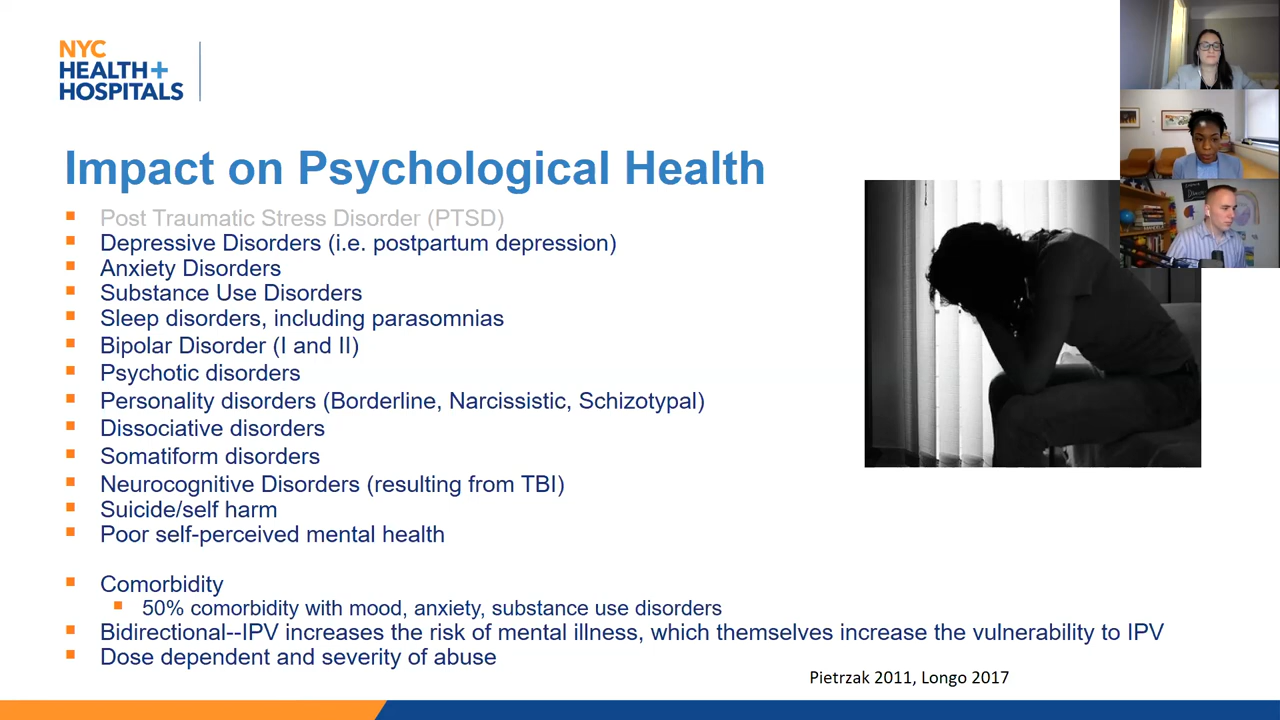 NYC
HEALTH+
HOSPITALS
Impact on Psychological Health
Post Traumatic Stress Disorder (PTSD)
Depressive Disorders (i.e. postpartum depression)
Anxiety Disorders
Substance Use Disorders
Sleep disorders, including parasomnias
Bipolar Disorder (I and II)
Psychotic disorders
Personality disorders (Borderline, Narcissistic, Schizotypal)
Dissociative disorders
Somatiform disorders
Neurocognitive Disorders (resulting from TBI)
Suicide/self harm
Poor self-perceived mental health
Comorbidity
50% comorbidity with mood, anxiety, substance use disorders
Bidirectional--IPV increases the risk of mental illness, which themselves increase the vulnerability to IPV
Dose dependent and severity of abuse
Pietrzak 2011, Longo 2017